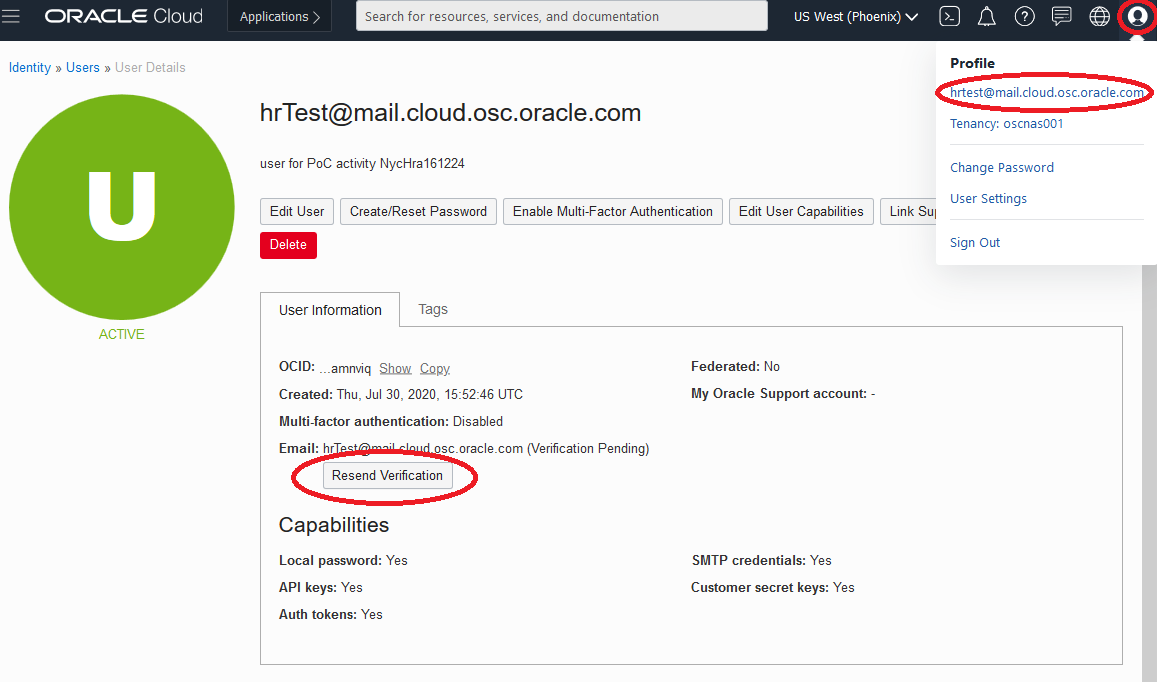 ORACLE Cloud
Applications
Search for resources, services, and documentation
US West (Phoenix)
Profile
hrtest@mail.cloud.osc.oracle.com
Tenancy: oscnas001
Change Password
User Settings
Sign Out
Identity » Users » User Details
U
ACTIVE
hrTest@mail.cloud.osc.oracle.com
user for PoC activity NycHra161224
Edit User
Create/Reset Password
Enable Multi-Factor Authentication
Edit User Capabilities
Link Sup
Delete
User Information
Tags
OCID: ...amnviq Show Copy
Created: Thu, Jul 30, 2020, 15:52:46 UTC
Multi-factor authentication: Disabled
Email: hrTest@mail.cloud.osc.oracle.com (Verification Pending)
Resend Verification
Federated: No
My Oracle Support account: -
Capabilities
Local password: Yes
API keys: Yes
Auth tokens: Yes
SMTP credentials: Yes
Customer secret keys: Yes